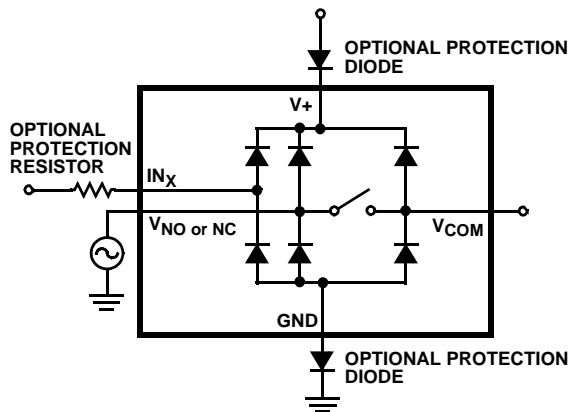 OPTIONAL PROTECTION
DIODE
V+
OPTIONAL
PROTECTION
RESISTOR
INX
VNO or NC
VCOM
GND
OPTIONAL PROTECTION
DIODE